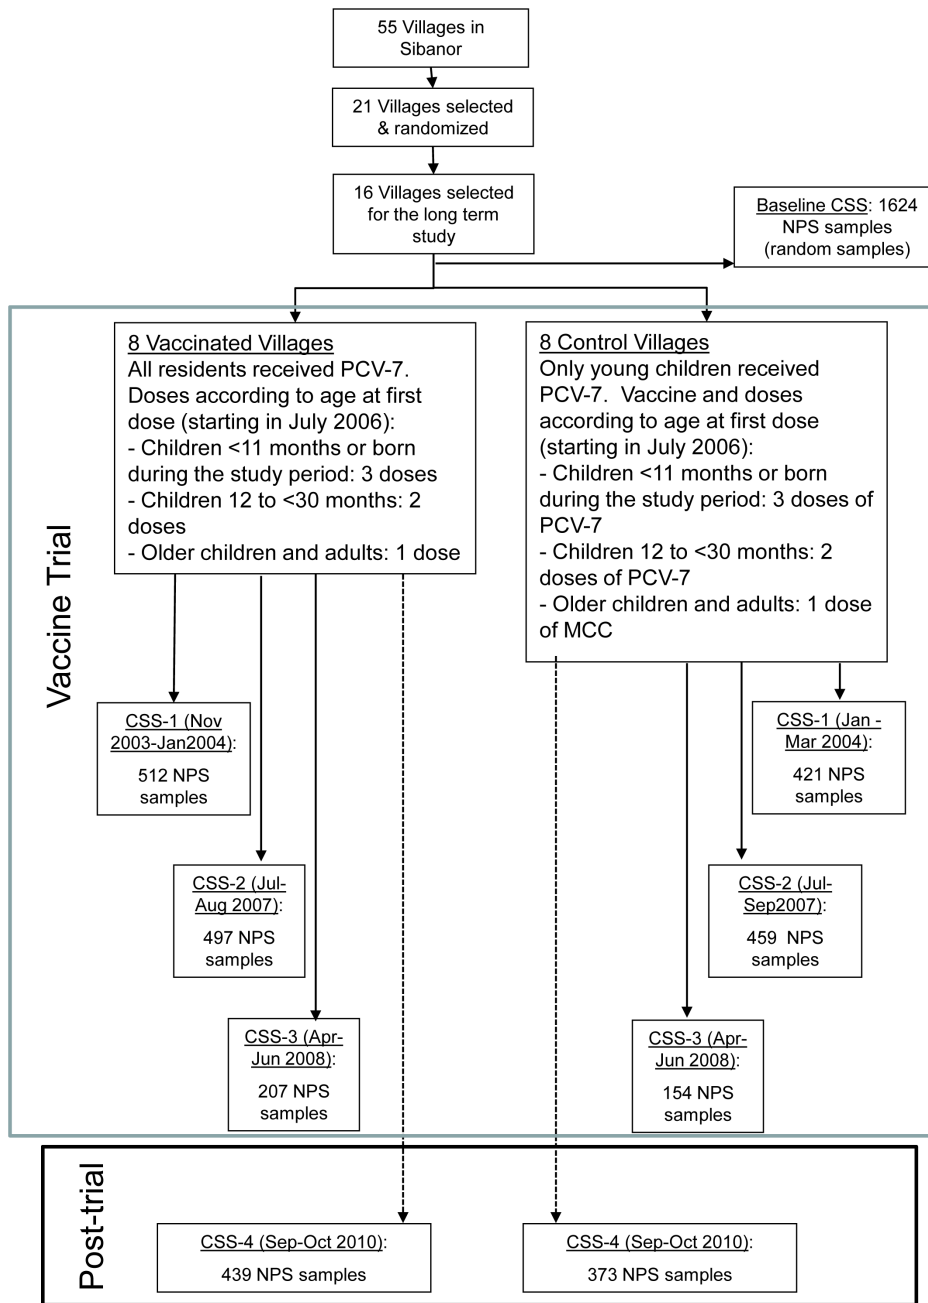 55 Villages in
Sibanor
21 Villages selected
& randomized
16 Villages selected
for the long term
study
Baseline CSS: 1624
NPS samples
(random samples)
Vaccine Trial
8 Vaccinated Villages
All residents received PCV-7.
Doses according to age at first
dose (starting in July 2006):
- Children <11 months or born
during the study period: 3 doses
- Children 12 to <30 months: 2
doses
- Older children and adults: 1 dose
8 Control Villages
Only young children received
PCV-7.  Vaccine and doses
according to age at first dose
(starting in July 2006):
- Children <11 months or born
during the study period: 3 doses of
PCV-7
- Children 12 to <30 months: 2
doses of PCV-7
- Older children and adults: 1 dose
of MCC
CSS-1 (Nov
2003-Jan2004):
512 NPS
samples
CSS-1 (Jan -
Mar 2004):
421 NPS
samples
CSS-2 (Jul-
Aug 2007):
497 NPS
samples
CSS-2 (Jul-
Sep2007):
459  NPS
samples
CSS-3 (Apr-
Jun 2008):
207 NPS
samples
CSS-3 (Apr-
Jun 2008):
154 NPS
samples
Post-trial
CSS-4 (Sep-Oct 2010):
439 NPS samples
CSS-4 (Sep-Oct 2010):
373 NPS samples